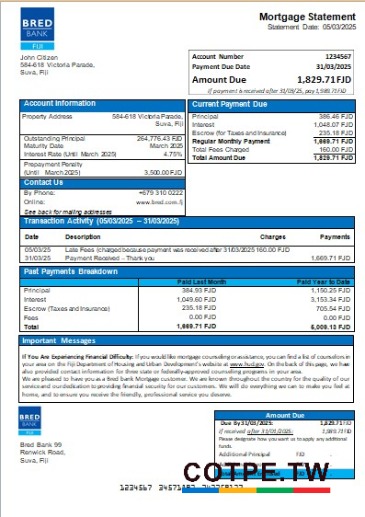 BRED
BANK
FIJI
Mortgage Statement
Statement Date: 05/03/2025
John Citizen
584-618 Victoria Parade,
Suva, Fiji
Account Number 1234567
Payment Due Date 31/03/2025
Amount Due 1,829.71FJD
If payment is received after 31/03/25, pay 1,989.71FJD
Account Information
Property Address 584-618 Victoria Parade,
Suva, Fiji
Outstanding Principal 264,776.43 FJD
Maturity Date March 2025
Interest Rate (Until March 2025) 4.75%
Prepayment Penalty
(Until March 2025) 3,500.00FJD
Contact Us
By Phone: +679 310 0222
Online: www.bred.com.fj
See back for mailing addresses
Current Payment Due
Principal 386.46 FJD
Interest 1,048.07 FJD
Escrow (for Taxes and Insurance) 235.18 FJD
Regular Monthly Payment 1,669.71 FJD
Total Fees Charged 160.00 FJD
Total Amount Due 1,829.71 FJD
Transaction Activity (05/03/2025 – 31/03/2025)
Date Description Charges Payments
05/03/25 Late Fees (charged because payment was received after 31/03/2025 160.00 FJD
31/03/25 Payment Received – Thank you 1,669.71 FJD
Past Payments Breakdown
Paid Last Month Paid Year to Date
Principal 384.93 FJD 1,150.25 FJD
Interest 1,049.60 FJD 3,153.34 FJD
Escrow (Taxes and Insurance) 235.18 FJD 705.54 FJD
Fees 0.00 FJD 0.00 FJD
Total 1,669.71 FJD 5,009.13 FJD
Important Messages
If You Are Experiencing Financial Difficulty: If you would like mortgage counseling or assistance, you can find a list of counselors in
your area on the Fiji Department of Housing and Urban Development's website at www.hud.gov. On the back of this page, we have
also provided contact information for three state or federally-approved counseling programs in your area.
We are pleased to have you as a Bred bank Mortgage customer. We are known throughout the country for the quality of our
service and our dedication to providing financial security for our customers. We will do everything we can to make you feel at
home, and to ensure you receive the friendly, professional service you deserve.
BRED
BANK
FIJI
Bred Bank 99
Renwick Road,
Suva, Fiji
Amount Due
Due By 31/03/2025: 1,829.71FJD
If received after 31/03/2025: 1,989.71FJD
Please designate how you want us to apply any additional
funds.
Additional Principal FJD
COTPE.TW
1234567